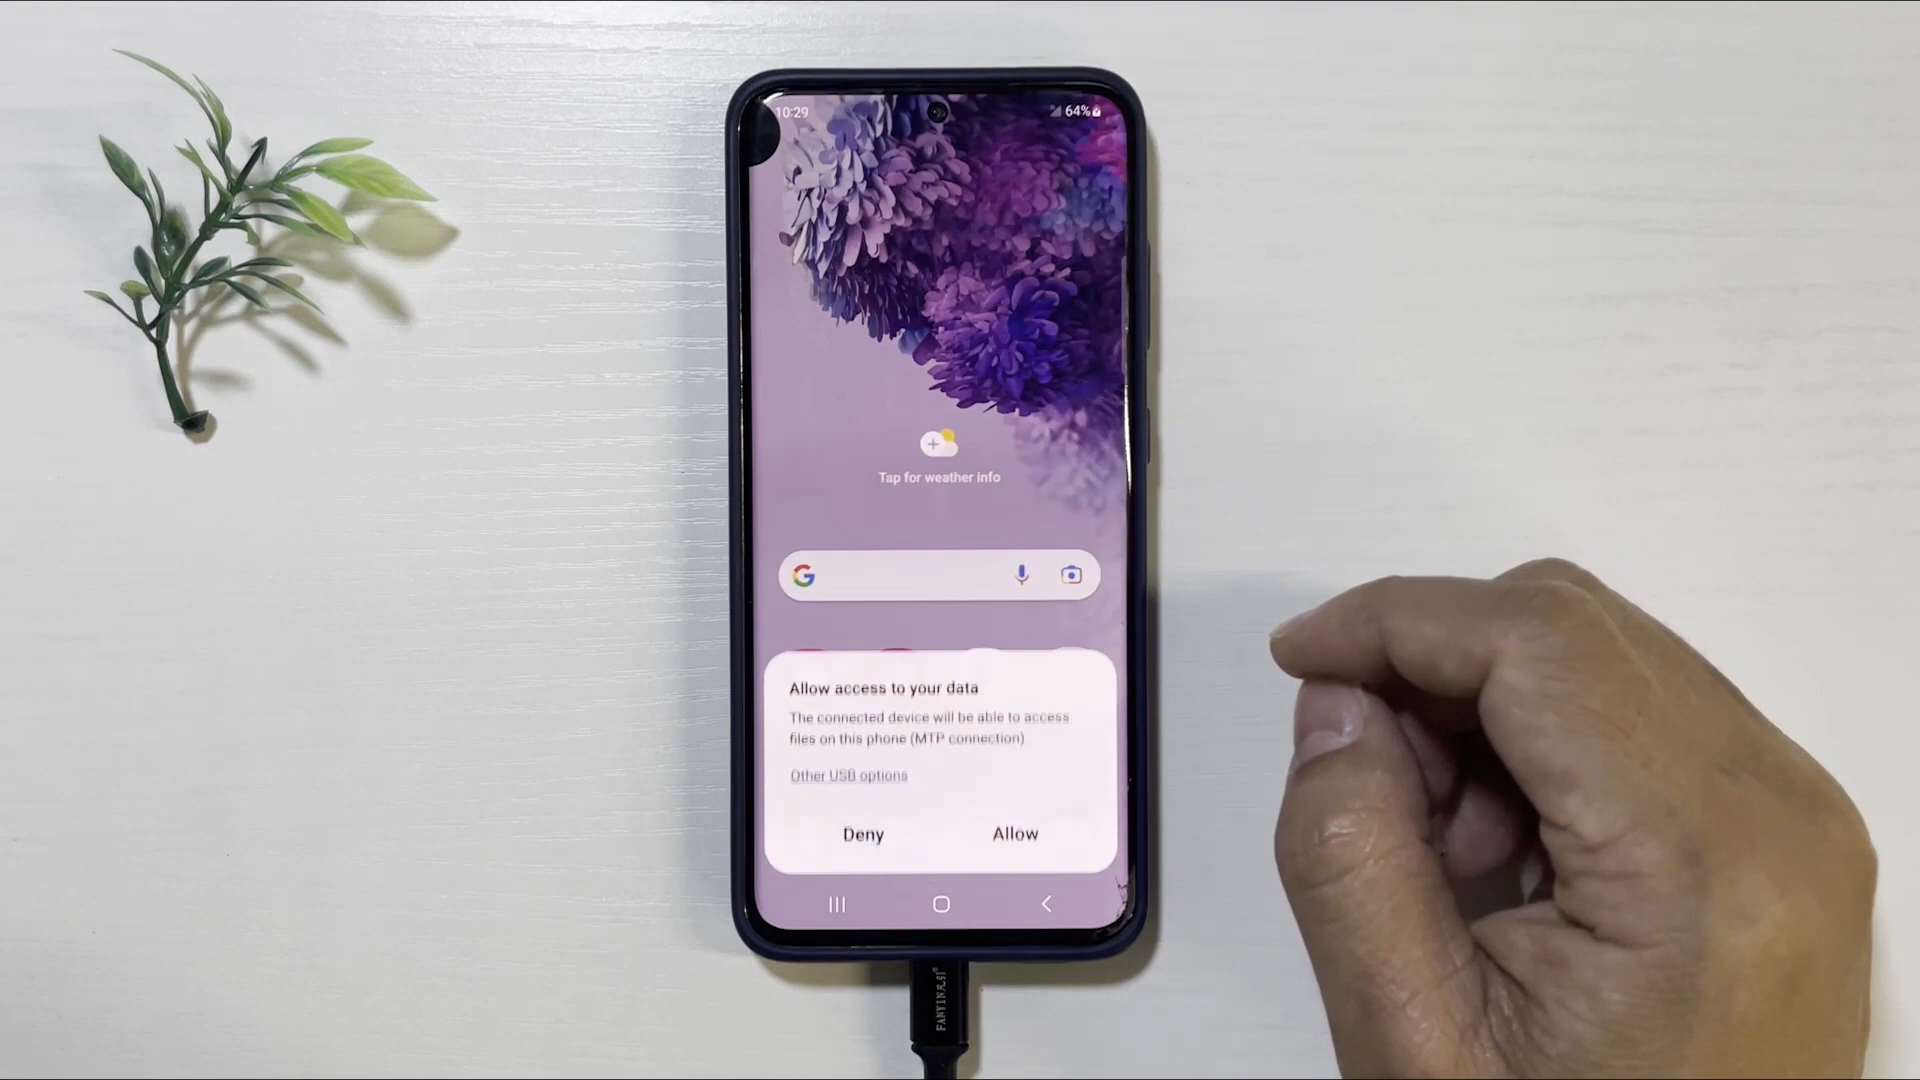 10:29
64%
Tap for weather info
G
Allow access to your data
The connected device will be able to access
files on this phone (MTP connection)
Other USB options
Deny
Allow